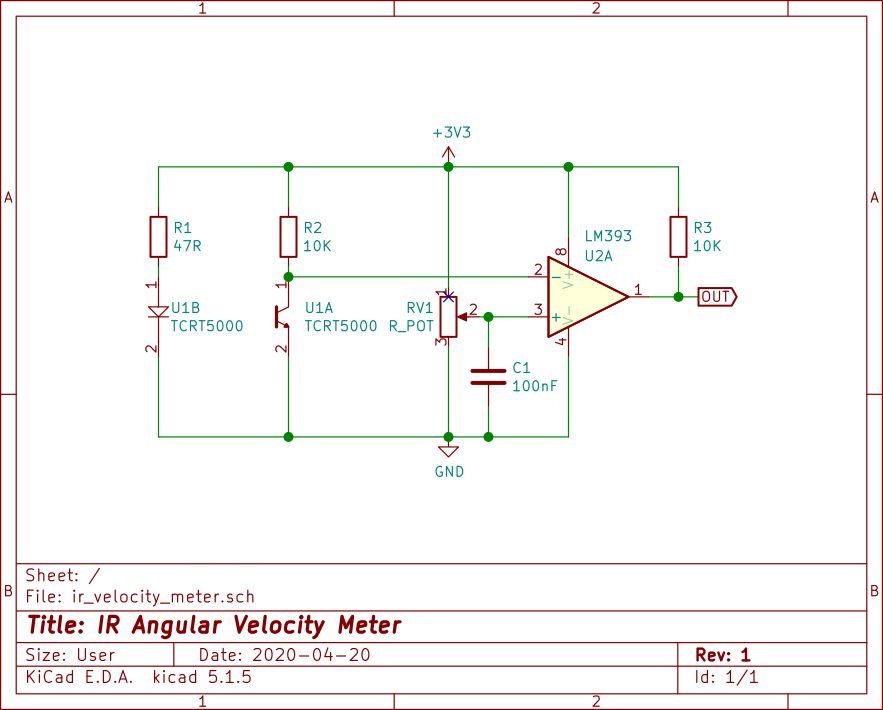 1 2
+3V3
A A
R1
47R
R2
10K
LM393
U2A
R3
10K
8
1
U1B
TCRT5000
2
1
U1A
TCRT5000
2
RV1
R_POT
1
2
3
2
3
−
+
V+
V−
4
1
OUT
C1
100nF
GND
B B
Sheet: /
File: ir_velocity_meter.sch
Title: IR Angular Velocity Meter
Size: User Date: 2020-04-20 Rev: 1
KiCad E.D.A. kicad 5.1.5 Id: 1/1
1 2